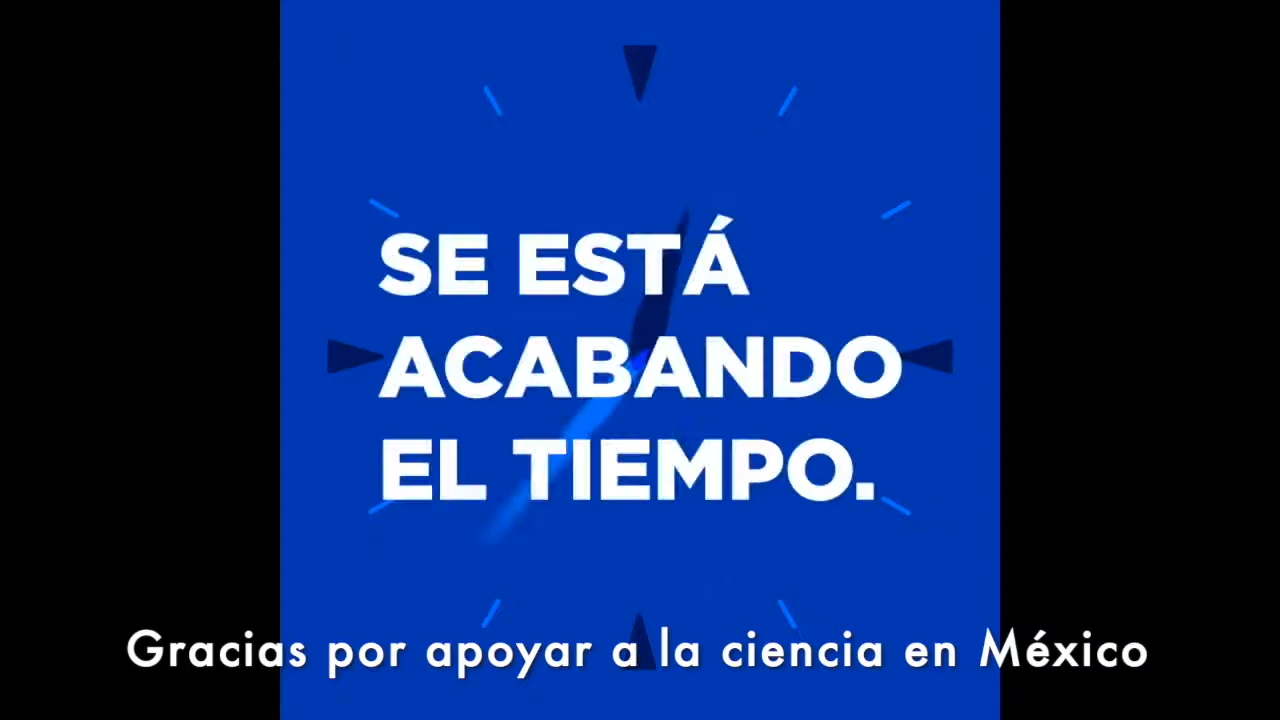 SE ESTÁ
ACABANDO
EL TIEMPO.
Gracias por apoyar a la ciencia en México